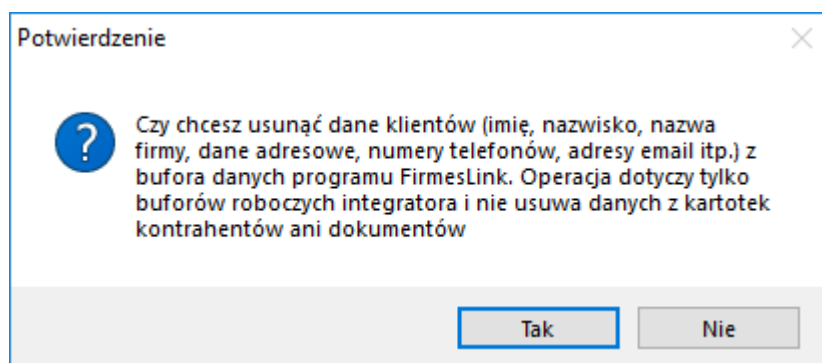 Potwierdzenie
Czy chcesz usunąć dane klientów (imię, nazwisko, nazwa
firmy, dane adresowe, numery telefonów, adresy email itp.) z
bufora danych programu FirmesLink. Operacja dotyczy tylko
buforów roboczych integratora i nie usuwa danych z kartotek
kontrahentów ani dokumentów
Tak
Nie